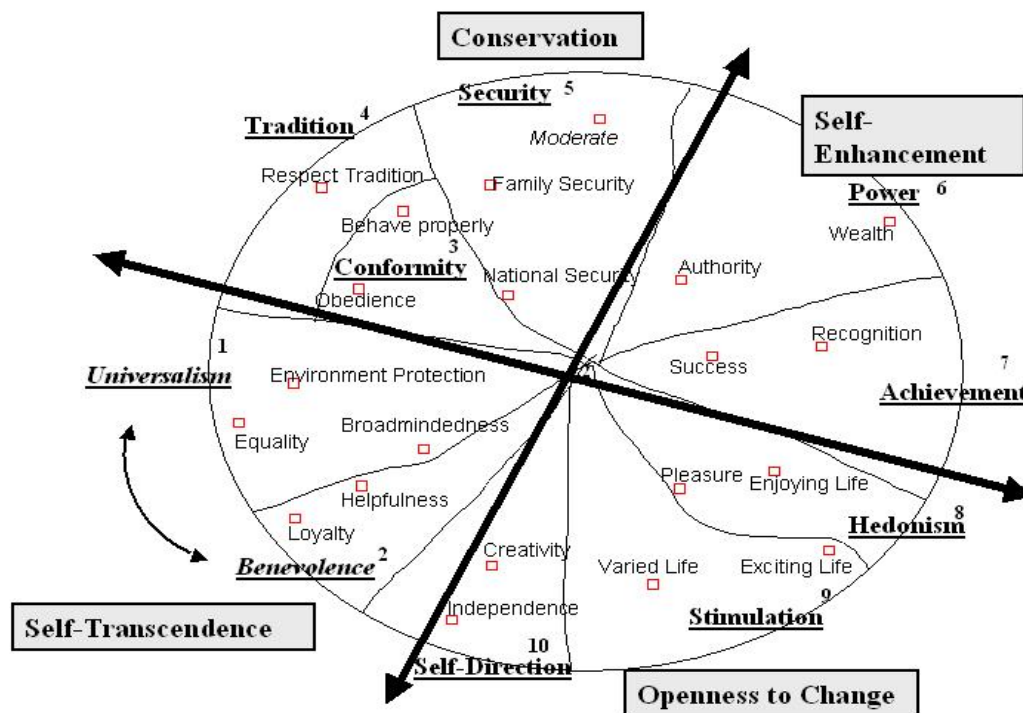 Conservation
Security 5
Moderate
Tradition 4
Self-
Enhancement
Respect Tradition
Family Security
Power 6
Behave properly
Wealth
3
Conformity
National Security
Authority
Obedience
Recognition
1
Universalism
Environment Protection
Success
7
Achievement
Equality
Broadmindedness
Pleasure
Enjoying Life
Helpfulness
Loyalty
8
Hedonism
Benevolence 2
Creativity
Varied Life
Exciting Life
9
Stimulation
Self-Transcendence
Independence
10
Self-Direction
Openness to Change